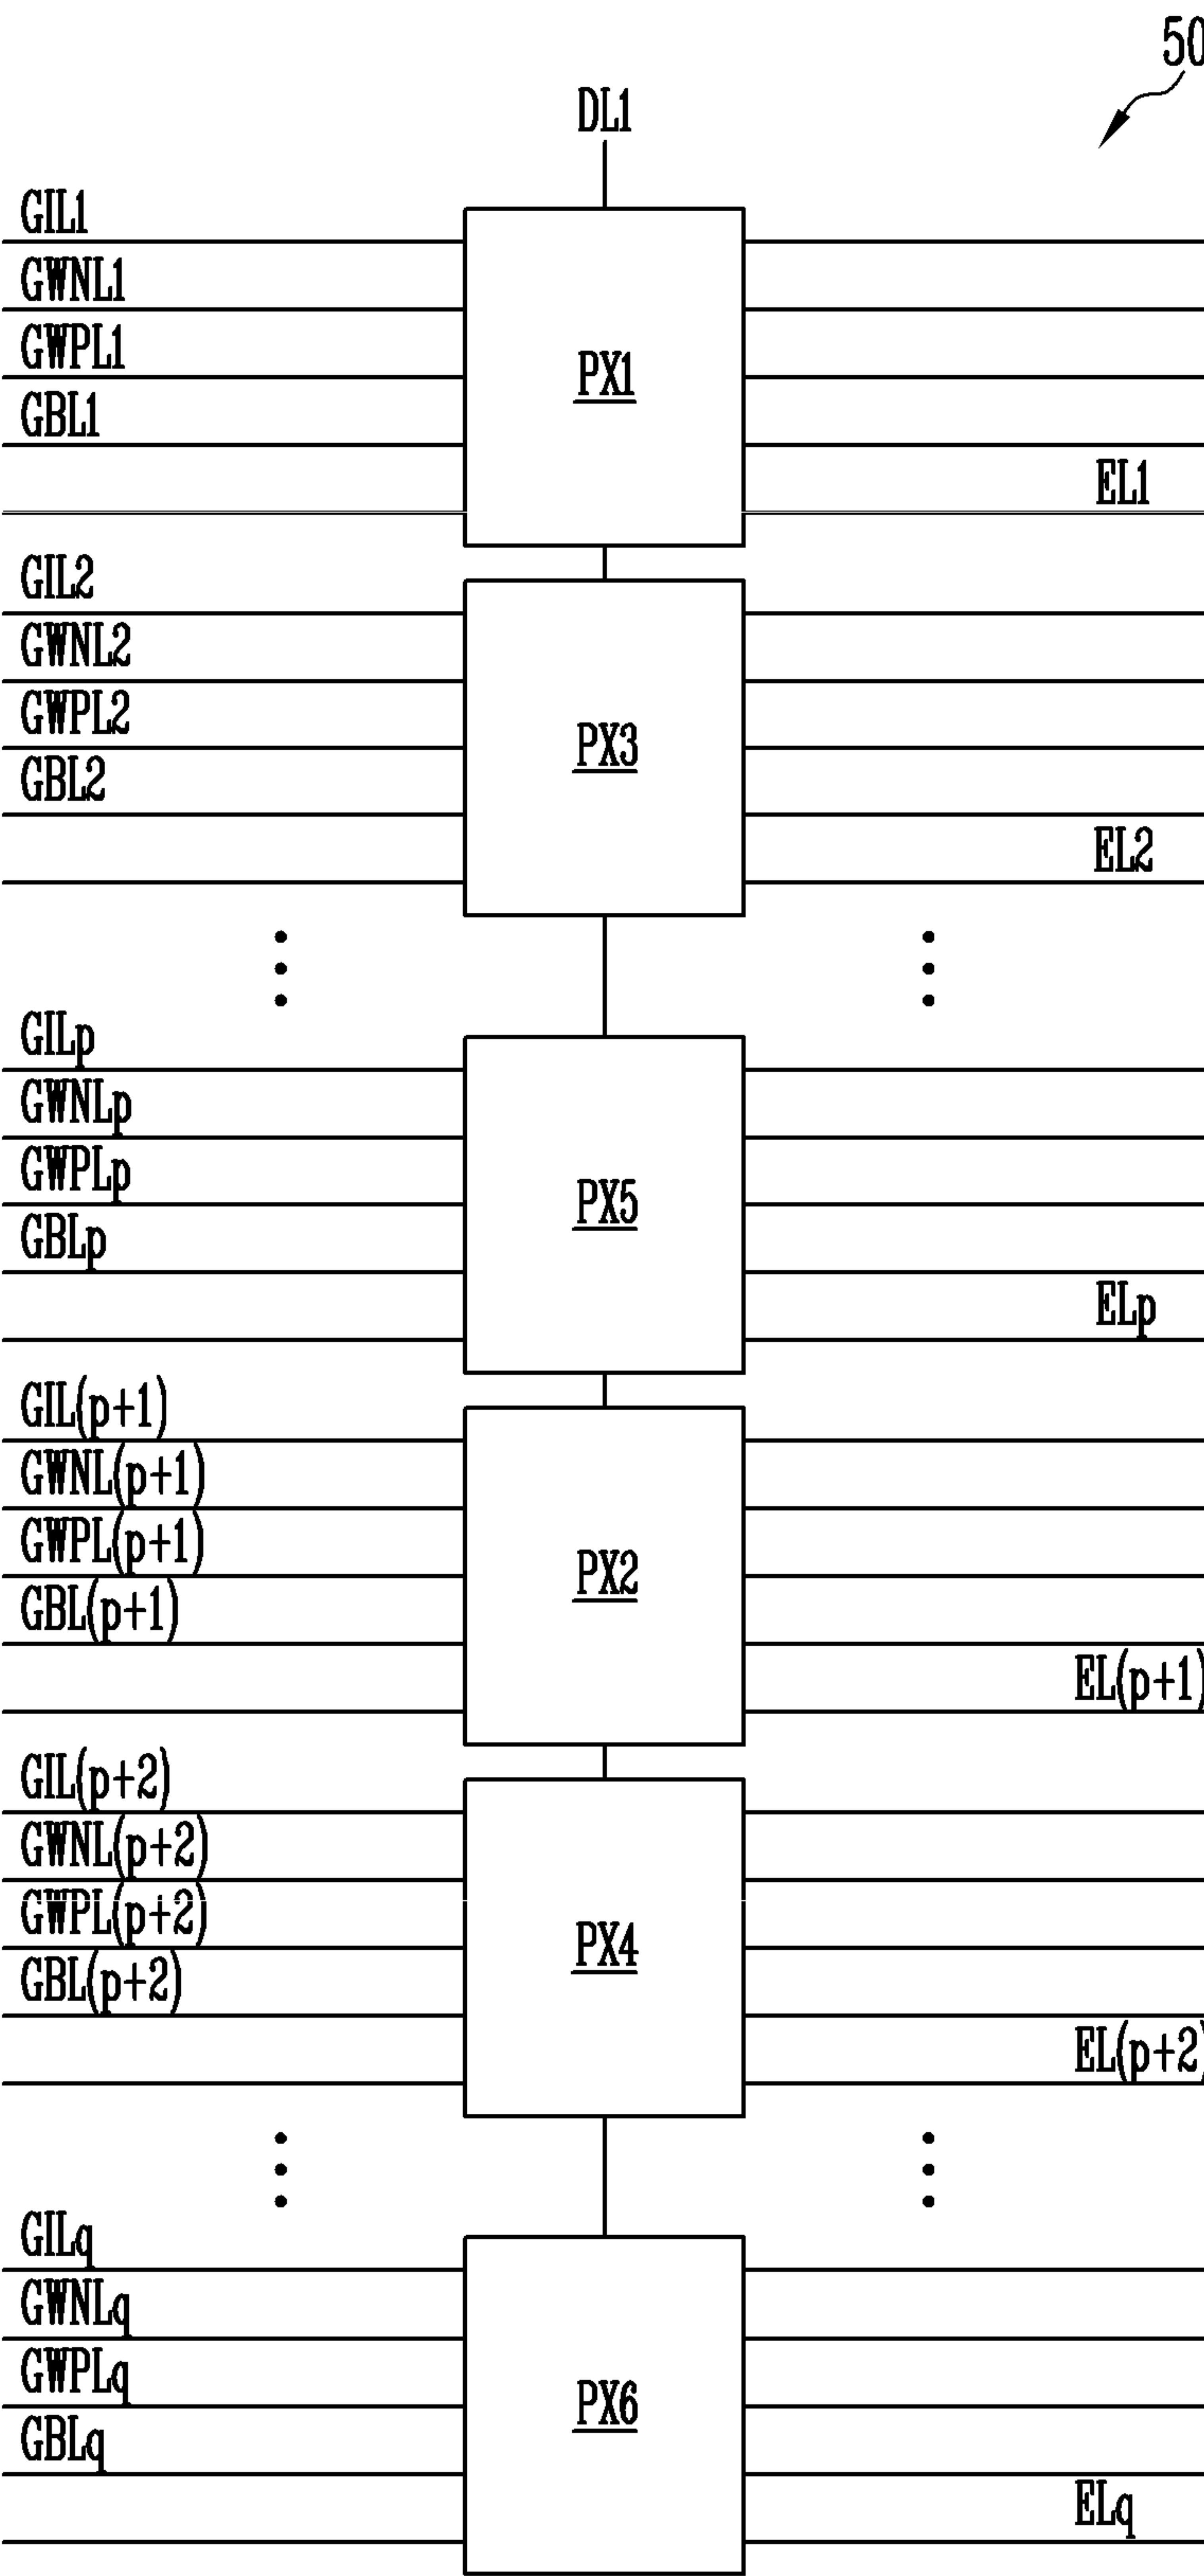 50
DL1
GIL1
GWNL1
GWPL1
PX1
GBL1
EL1
GIL2
GWNL2
GWPL2
PX3
GBL2
EL2
GILp
GWNLp
GWPLp
PX5
GBLp
ELp
GIL(p+1)
GWNL(p+1)
GWPL(p+1)
PX2
GBL(p+1)
EL(p+1)
GIL(p+2)
GWNL(p+2)
GWPL(p+2)
PX4
GBL(p+2)
EL(p+2)
GILq
GWNLq
GWPLq
PX6
GBLq
ELq